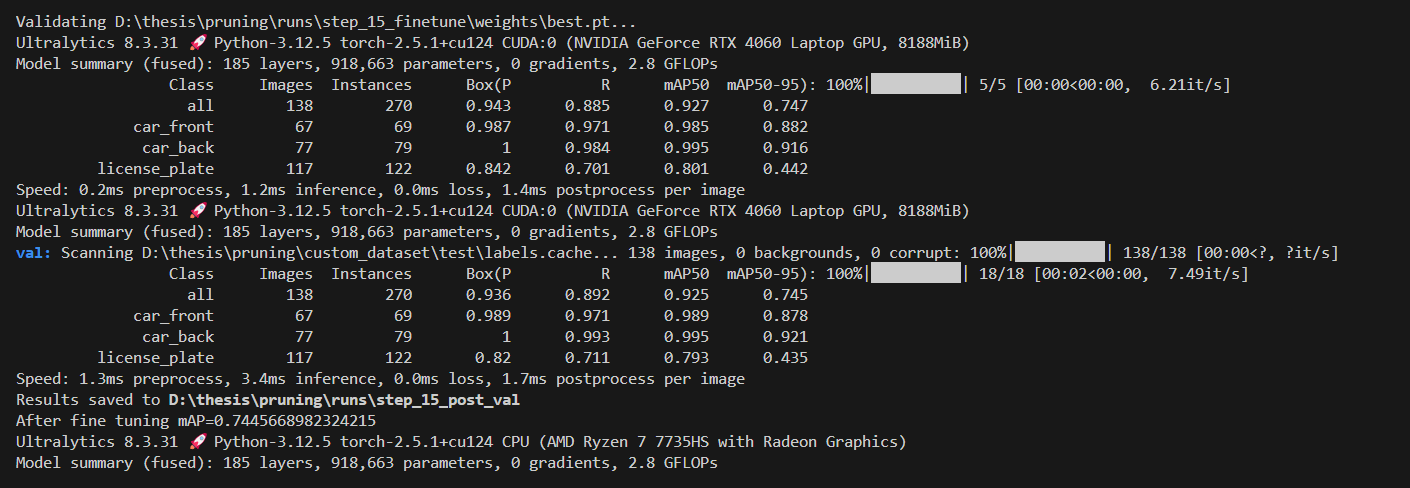 Validating D:\thesis\pruning\runs\step_15_finetune\weights\best.pt...
Ultralytics 8.3.31 🚀 Python-3.12.5 torch-2.5.1+cu124 CUDA:0 (NVIDIA GeForce RTX 4060 Laptop GPU, 8188MiB)
Model summary (fused): 185 layers, 918,663 parameters, 0 gradients, 2.8 GFLOPs
Class Images Instances Box(P R mAP50 mAP50-95): 100%|██████████| 5/5 [00:00<00:00, 6.21it/s]
all 138 270 0.943 0.885 0.927 0.747
car_front 67 69 0.987 0.971 0.985 0.882
car_back 77 79 1 0.984 0.995 0.916
license_plate 117 122 0.842 0.701 0.801 0.442
Speed: 0.2ms preprocess, 1.2ms inference, 0.0ms loss, 1.4ms postprocess per image
Ultralytics 8.3.31 🚀 Python-3.12.5 torch-2.5.1+cu124 CUDA:0 (NVIDIA GeForce RTX 4060 Laptop GPU, 8188MiB)
Model summary (fused): 185 layers, 918,663 parameters, 0 gradients, 2.8 GFLOPs
val: Scanning D:\thesis\pruning\custom_dataset\test\labels.cache... 138 images, 0 backgrounds, 0 corrupt: 100%|██████████| 138/138 [00:00<?, ?it/s]
Class Images Instances Box(P R mAP50 mAP50-95): 100%|██████████| 18/18 [00:02<00:00, 7.49it/s]
all 138 270 0.936 0.892 0.925 0.745
car_front 67 69 0.989 0.971 0.989 0.878
car_back 77 79 1 0.993 0.995 0.921
license_plate 117 122 0.82 0.711 0.793 0.435
Speed: 1.3ms preprocess, 3.4ms inference, 0.0ms loss, 1.7ms postprocess per image
Results saved to D:\thesis\pruning\runs\step_15_post_val
After fine tuning mAP=0.7445668982324215
Ultralytics 8.3.31 🚀 Python-3.12.5 torch-2.5.1+cu124 CPU (AMD Ryzen 7 7735HS with Radeon Graphics)
Model summary (fused): 185 layers, 918,663 parameters, 0 gradients, 2.8 GFLOPs